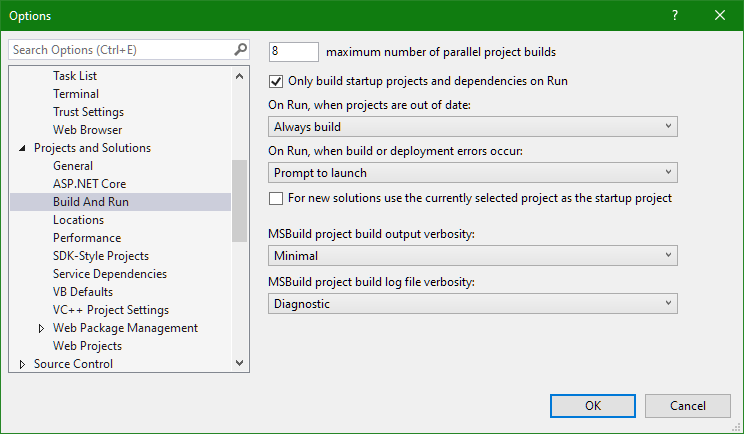 Options
?
Search Options (Ctrl+E)
Task List
Terminal
Trust Settings
Web Browser
Projects and Solutions
General
ASP.NET Core
Build And Run
Locations
Performance
SDK-Style Projects
Service Dependencies
VB Defaults
VC++ Project Settings
Web Package Management
Web Projects
Source Control
8 maximum number of parallel project builds
Only build startup projects and dependencies on Run
On Run, when projects are out of date:
Always build
On Run, when build or deployment errors occur:
Prompt to launch
For new solutions use the currently selected project as the startup project
MSBuild project build output verbosity:
Minimal
MSBuild project build log file verbosity:
Diagnostic
OK
Cancel